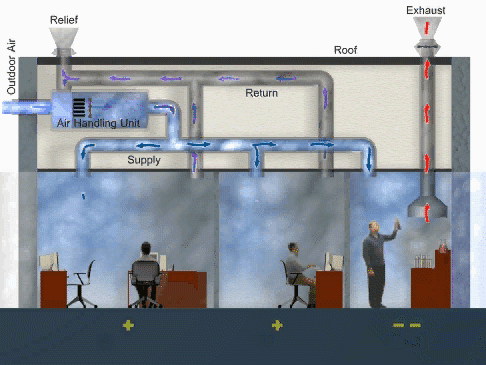 Relief
Exhaust
Outdoor Air
Roof
Return
Air Handling Unit
Supply
+
+
– –